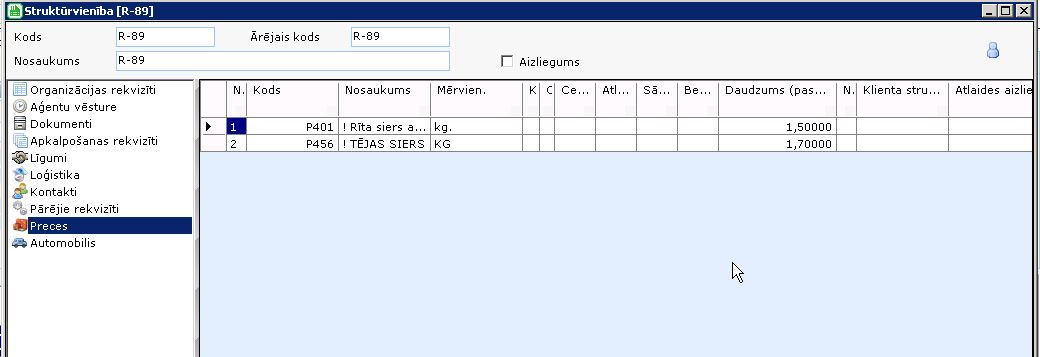 Struktūrvienība [R-89]
Kods R-89 Ārējais kods R-89
Nosaukums R-89 Aizliegums
Organizācijas rekvizīti
Aģentu vēsture
Dokumenti
Apkalpošanas rekvizīti
Līgumi
Loģistika
Kontakti
Pārējie rekvizīti
Preces
Automobilis
N. Kods Nosaukums Mērvien. K C Ce... Atl... Sā... Be... Daudzums (pas... N. Klienta stru... Atlaides aizlie
1 P401 ! Rīta siers a... kg. 1,50000
2 P456 ! TĒJAS SIERS KG 1,70000